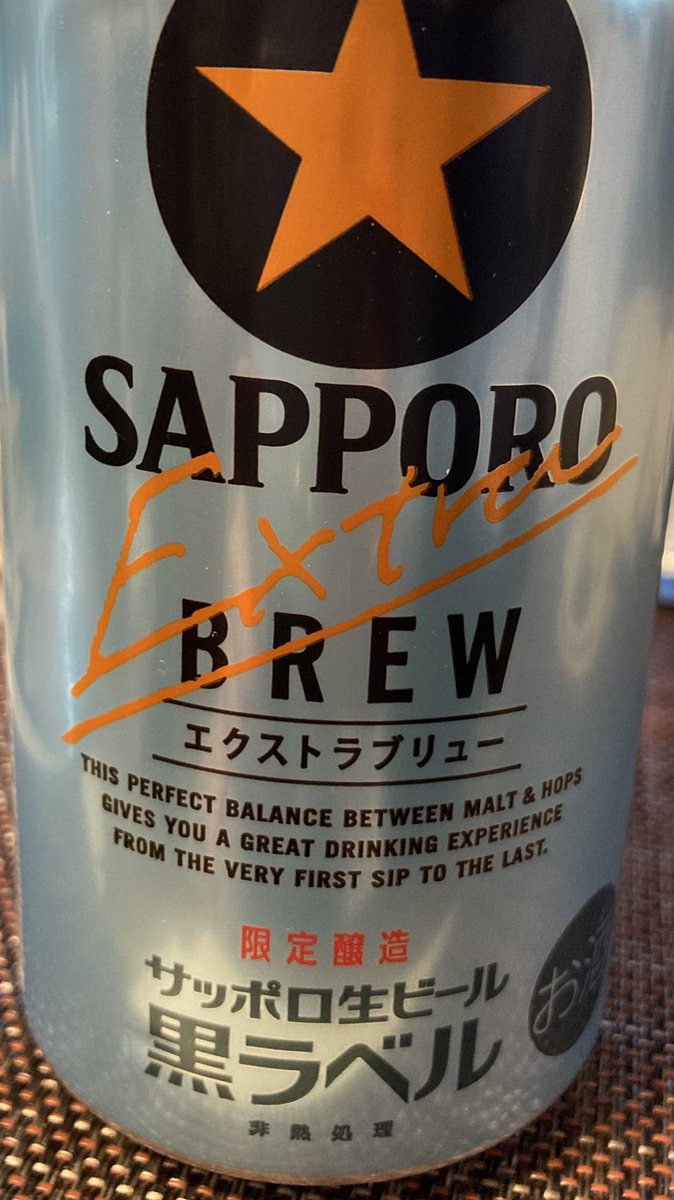 SAPPORO
Extra
BREW
エクストラブリュー
THIS PERFECT BALANCE BETWEEN MALT & HOPS
GIVES YOU A GREAT DRINKING EXPERIENCE
FROM THE VERY FIRST SIP TO THE LAST.
限定醸造
サッポロ生ビール
黒ラベル
非熱処理
お酒